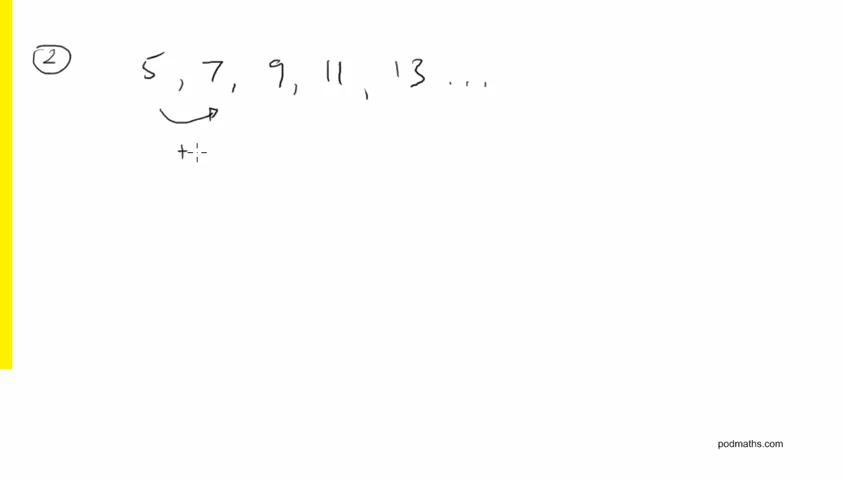 ② 5, 7, 9, 11, 13 ...
+
podmaths.com